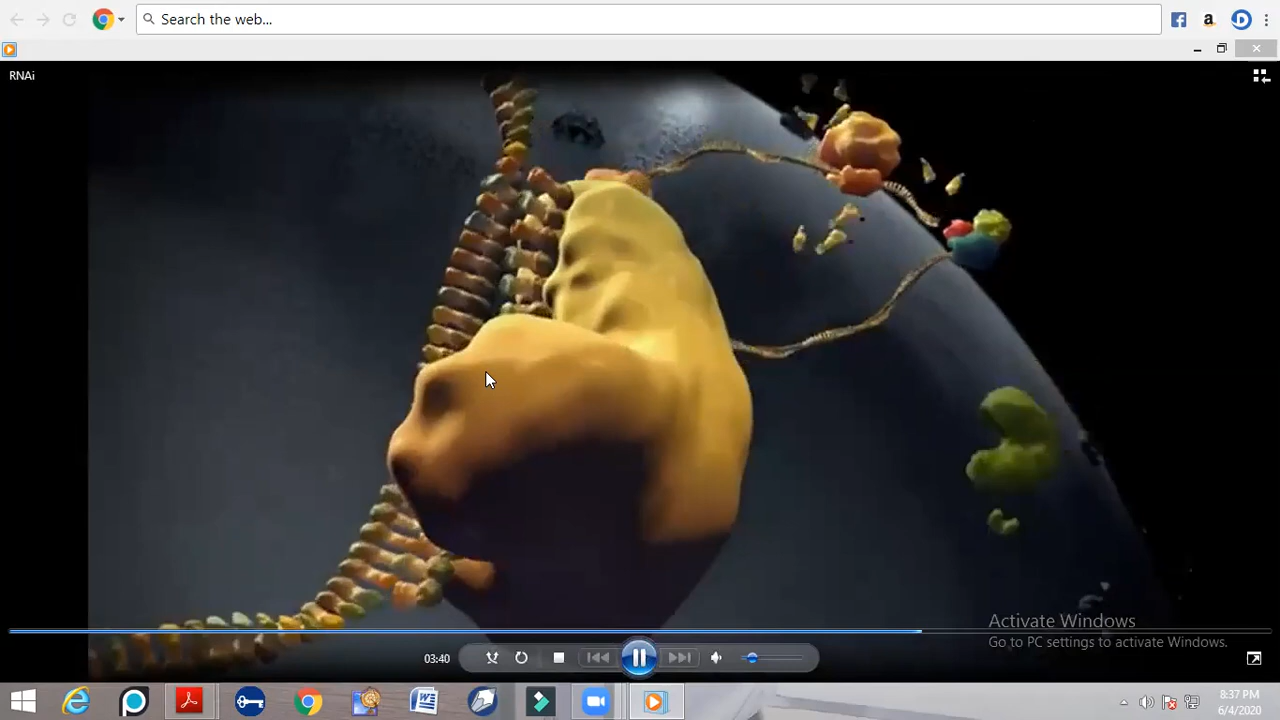 Search the web...
RNAi
Activate Windows
Go to PC settings to activate Windows.
03:40
8:37 PM
6/4/2020